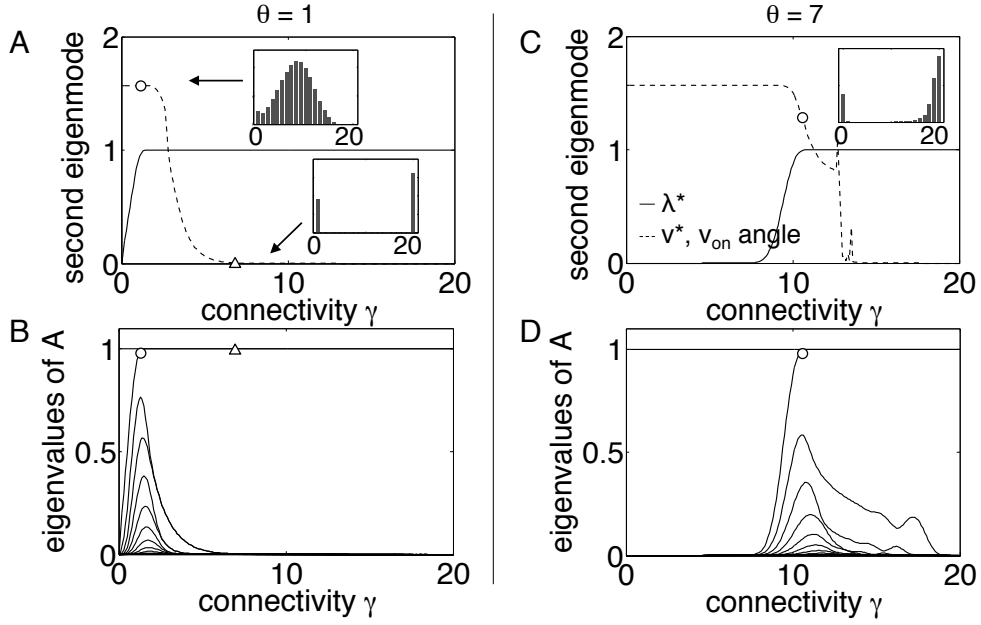 θ = 1
A
2
1
0
second eigenmode
0
20
0
20
0
10
20
connectivity γ
B
1
0.5
0
eigenvalues of A
0
10
20
connectivity γ
θ = 7
C
2
1
0
second eigenmode
0
20
λ*
v*, v_on angle
0
10
20
connectivity γ
D
1
0.5
0
eigenvalues of A
0
10
20
connectivity γ